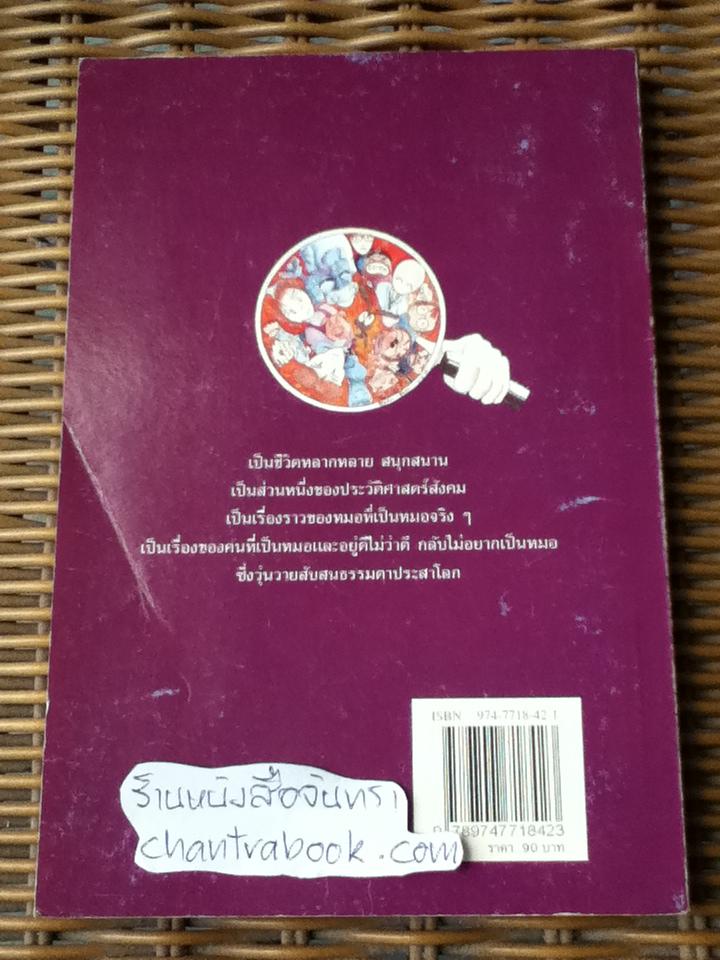 เป็นชีวิตหลากหลาย สนุกสนาน
เป็นส่วนหนึ่งของประวัติศาสตร์สังคม
เป็นเรื่องราวของหมอที่เป็นหมอจริง ๆ
เป็นเรื่องของคนที่เป็นหมอและอยู่ดีไม่ว่าดี กลับไม่อยากเป็นหมอ
ซึ่งวุ่นวายสับสนธรรมดาประสาโลก
ISBN 974-7718-42-1
9 789747718423
ราคา 90 บาท
ร้านหนังสือจันทรา
chantrabook.com